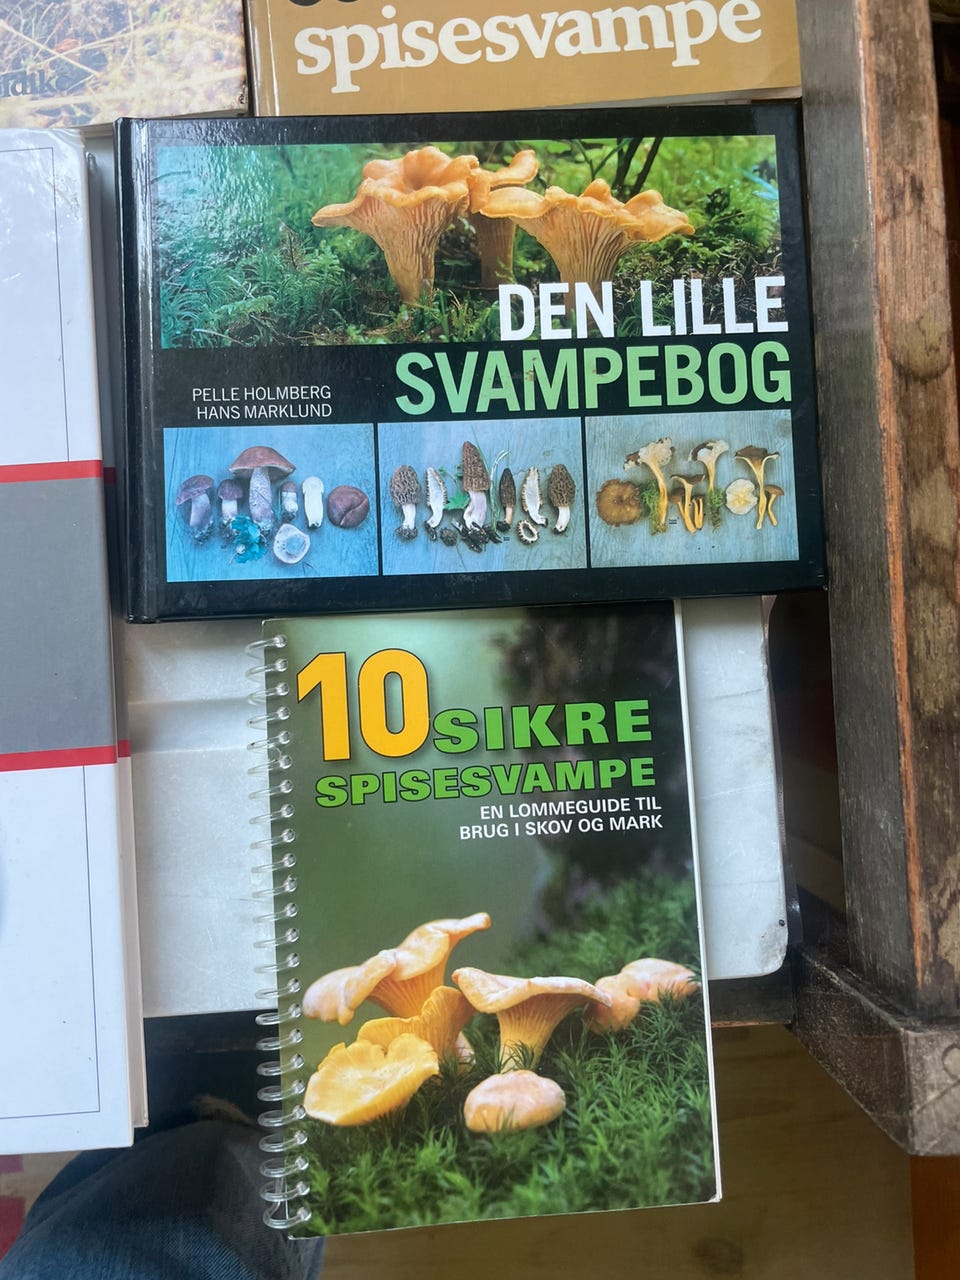 spisesvampe
DEN LILLE
SVAMPEBOG
PELLE HOLMBERG
HANS MARKLUND
10 SIKRE
SPISESVAMPE
EN LOMMEGUIDE TIL
BRUG I SKOV OG MARK